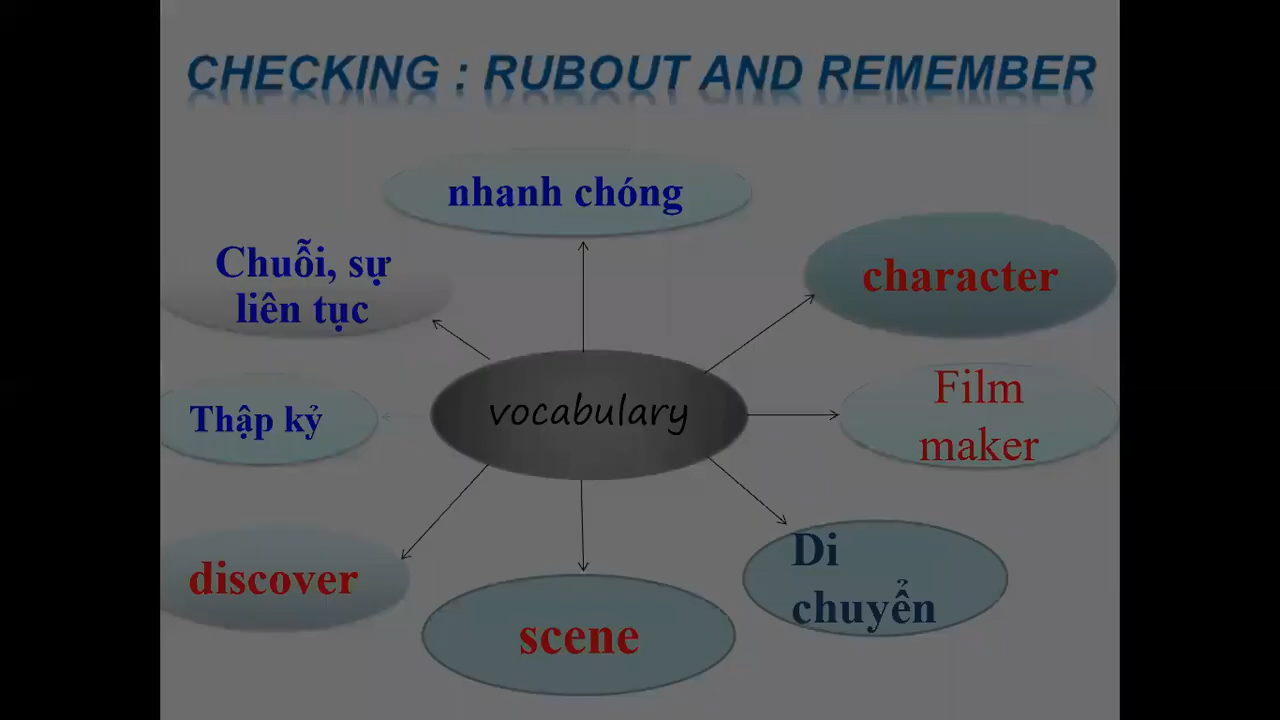 CHECKING : RUBOUT AND REMEMBER
nhanh chóng
Chuỗi, sự
liên tục
character
Thập kỷ
vocabulary
Film
maker
discover
scene
Di
chuyển